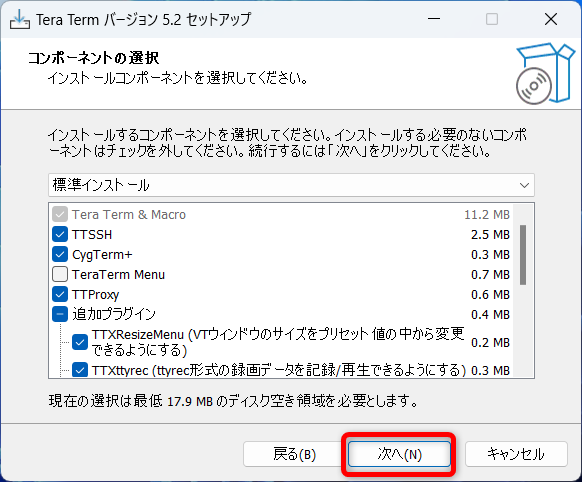 Tera Term バージョン 5.2 セットアップ
コンポーネントの選択
インストールコンポーネントを選択してください。
インストールするコンポーネントを選択してください。インストールする必要のないコンポ
ーネントはチェックを外してください。続行するには「次へ」をクリックしてください。
標準インストール
Tera Term & Macro 11.2 MB
TTSSH 2.5 MB
CygTerm+ 0.3 MB
TeraTerm Menu 0.7 MB
TTProxy 0.6 MB
追加プラグイン 0.4 MB
TTXResizeMenu (VTウィンドウのサイズをプリセット値の中から変更
できるようにする) 0.2 MB
TTXttyrec (ttyrec形式の録画データを記録/再生できるようにする) 0.3 MB
現在の選択は最低 17.9 MB のディスク空き領域を必要とします。
戻る(B) 次へ(N) キャンセル